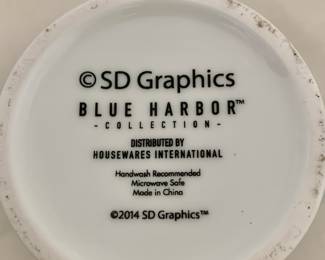 © SD Graphics
BLUE HARBOR™
- COLLECTION -
DISTRIBUTED BY
HOUSEWARES INTERNATIONAL
Handwash Recommended
Microwave Safe
Made in China
©2014 SD Graphics™